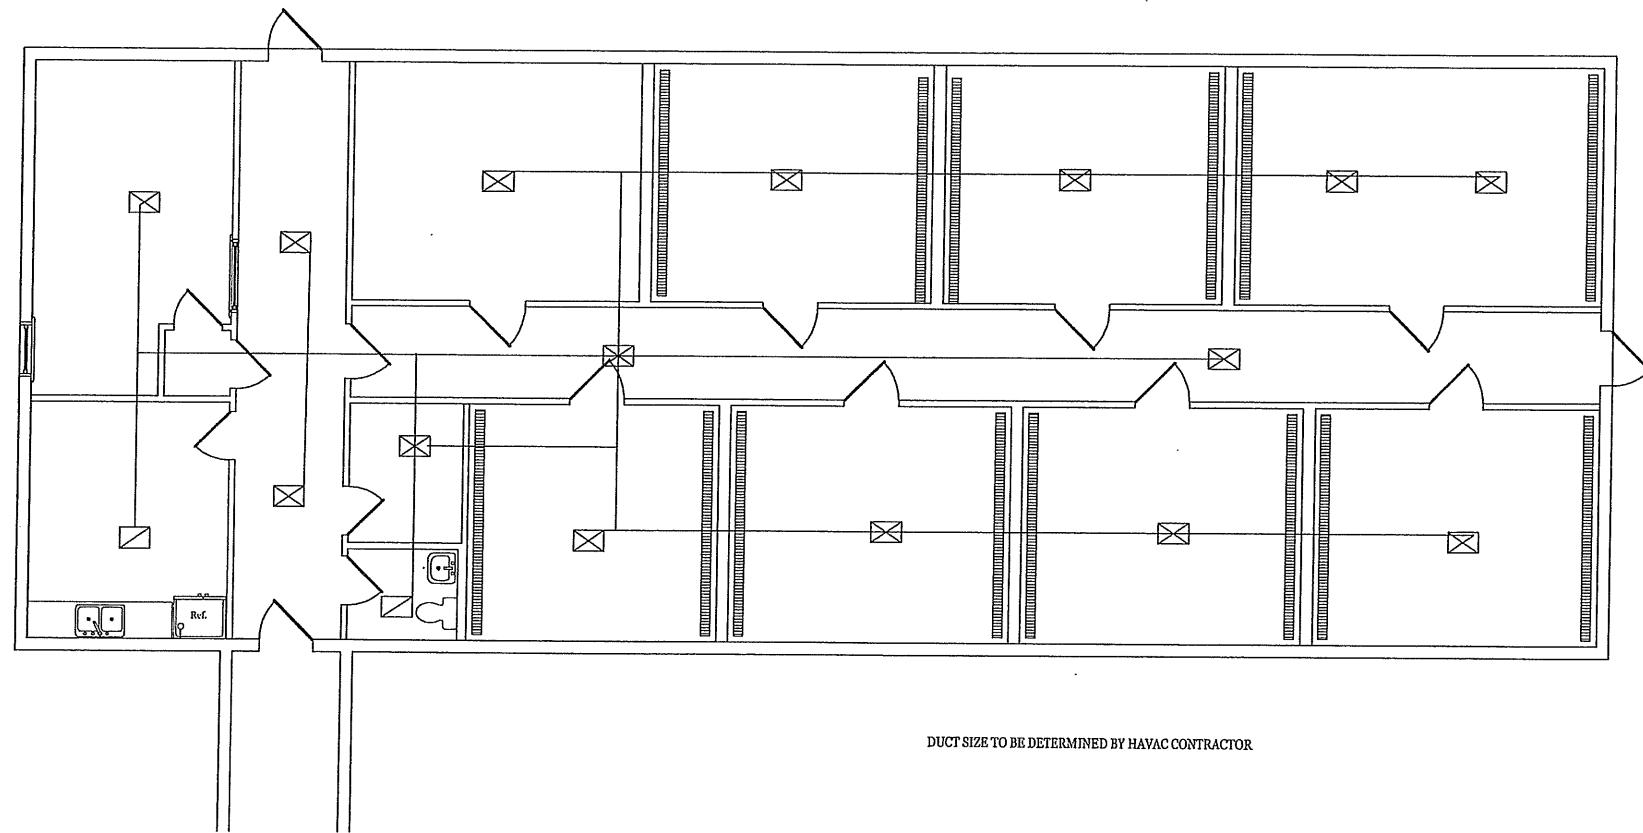 Ref.
DUCT SIZE TO BE DETERMINED BY HAVAC CONTRACTOR